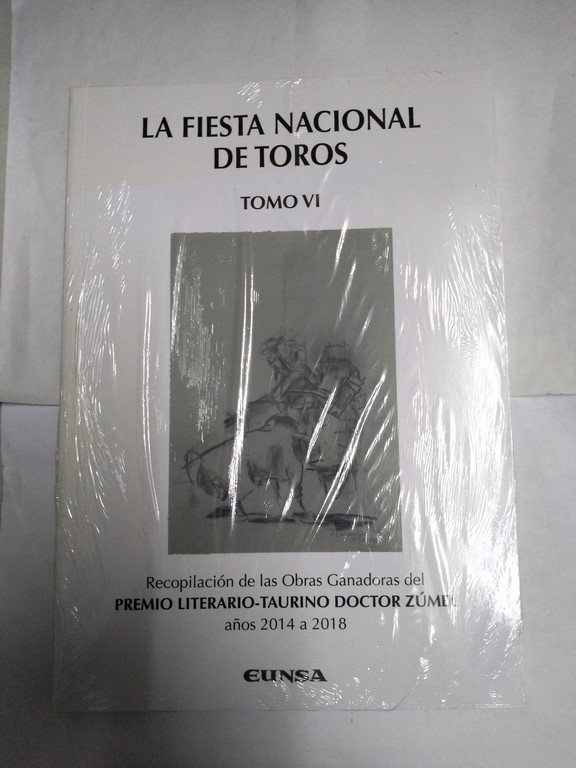 LA FIESTA NACIONAL
DE TOROS
TOMO VI
Recopilación de las Obras Ganadoras del
PREMIO LITERARIO-TAURINO DOCTOR ZÚMEL
años 2014 a 2018
EUNSA